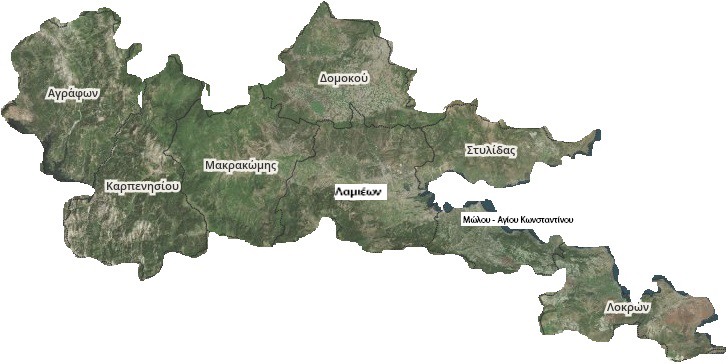 Δομοκού
Αγράφων
Στυλίδας
Μακρακώμης
Καρπενησίου
Λαμιέων
Μώλου - Αγίου Κωνσταντίνου
Λοκρών